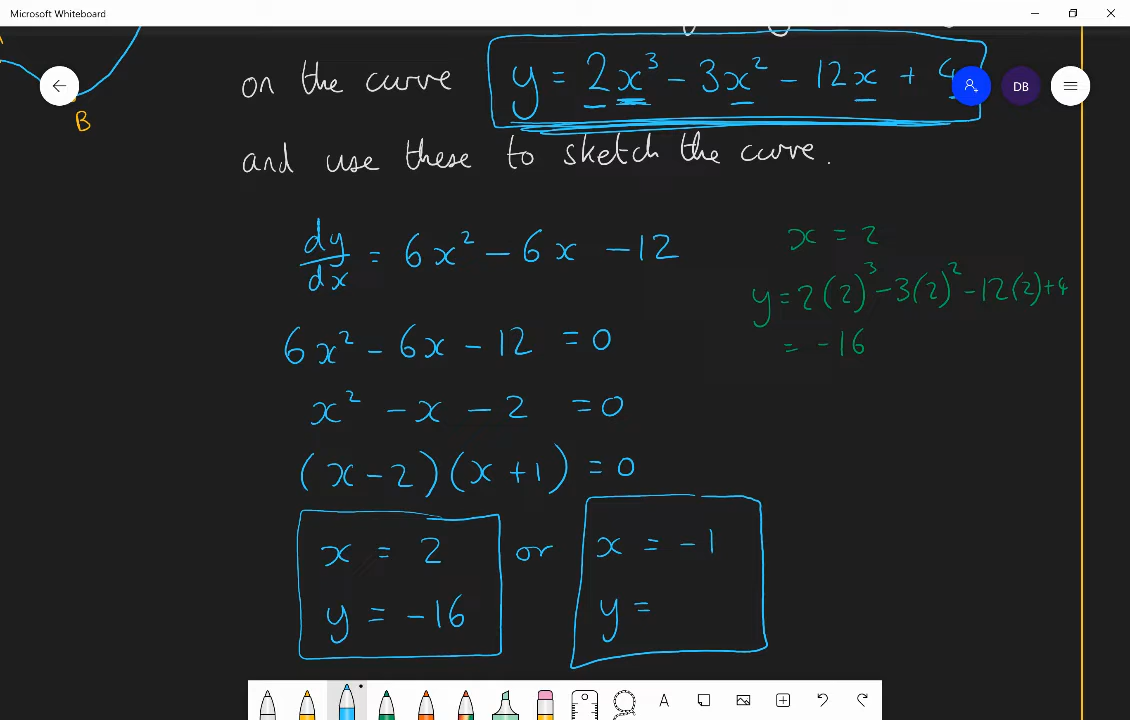 Microsoft Whiteboard
on the curve y = 2x³ - 3x² - 12x + 4
DB
B
and use these to sketch the curve.
dy/dx = 6x² - 6x - 12
x = 2
y = 2(2)³ - 3(2)² - 12(2) + 4
= -16
6x² - 6x - 12 = 0
x² - x - 2 = 0
(x - 2)(x + 1) = 0
x = 2 or x = -1
y = -16 y =
A